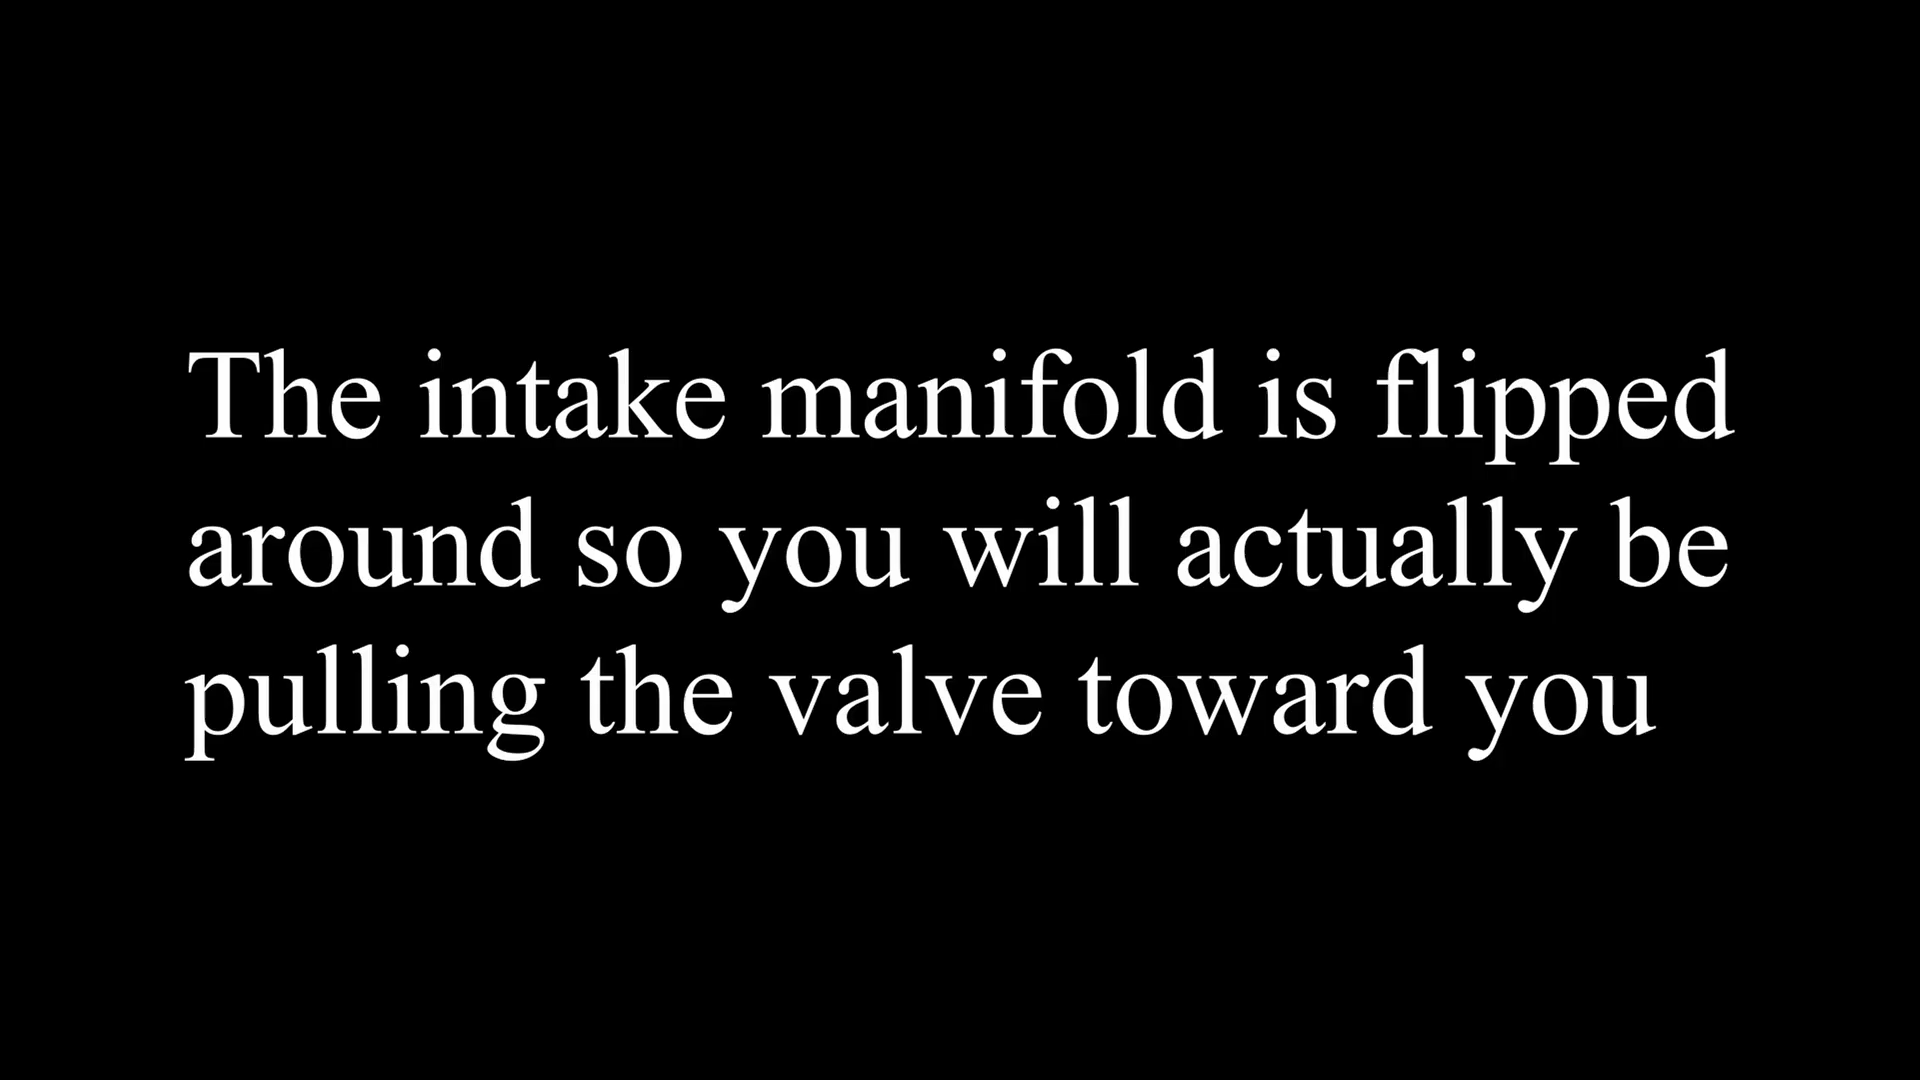 The intake manifold is flipped
around so you will actually be
pulling the valve toward you